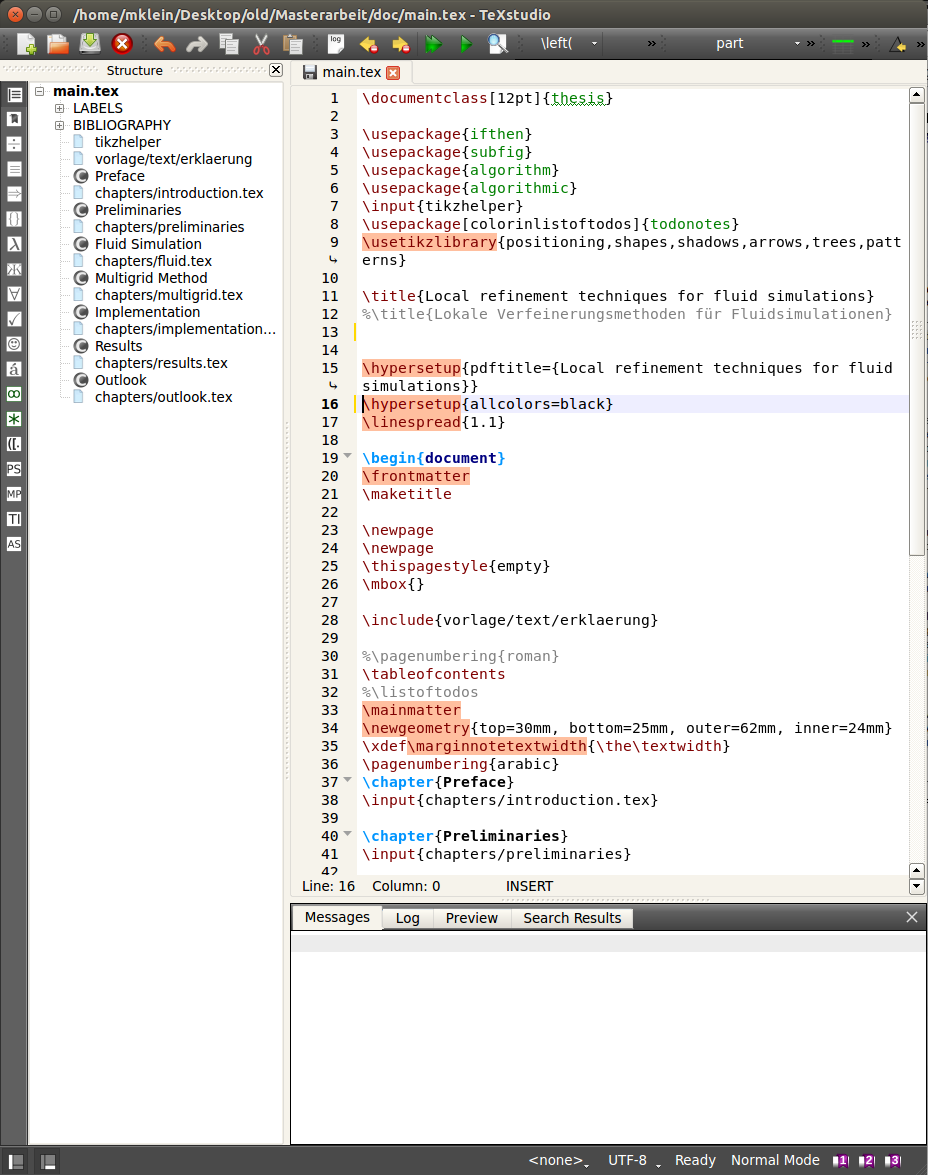 /home/mklein/Desktop/old/Masterarbeit/doc/main.tex - TeXstudio
log \left( » part » » »
Structure
main.tex
LABELS
BIBLIOGRAPHY
tikzhelper
vorlage/text/erklaerung
Preface
chapters/introduction.tex
Preliminaries
chapters/preliminaries
Fluid Simulation
chapters/fluid.tex
Multigrid Method
chapters/multigrid.tex
Implementation
chapters/implementation...
Results
chapters/results.tex
Outlook
chapters/outlook.tex
{}
λ
Ж
∀
✓
☺
á
∞
*
([.
PS
MP
TI
AS
main.tex
1 \documentclass[12pt]{thesis}
2
3 \usepackage{ifthen}
4 \usepackage{subfig}
5 \usepackage{algorithm}
6 \usepackage{algorithmic}
7 \input{tikzhelper}
8 \usepackage[colorinlistoftodos]{todonotes}
9 \usetikzlibrary{positioning,shapes,shadows,arrows,trees,patt
erns}
10
11 \title{Local refinement techniques for fluid simulations}
12 %\title{Lokale Verfeinerungsmethoden für Fluidsimulationen}
13
14
15 \hypersetup{pdftitle={Local refinement techniques for fluid
simulations}}
16 \hypersetup{allcolors=black}
17 \linespread{1.1}
18
19 \begin{document}
20 \frontmatter
21 \maketitle
22
23 \newpage
24 \newpage
25 \thispagestyle{empty}
26 \mbox{}
27
28 \include{vorlage/text/erklaerung}
29
30 %\pagenumbering{roman}
31 \tableofcontents
32 %\listoftodos
33 \mainmatter
34 \newgeometry{top=30mm, bottom=25mm, outer=62mm, inner=24mm}
35 \xdef\marginnotetextwidth{\the\textwidth}
36 \pagenumbering{arabic}
37 \chapter{Preface}
38 \input{chapters/introduction.tex}
39
40 \chapter{Preliminaries}
41 \input{chapters/preliminaries}
42
Line: 16 Column: 0 INSERT
Messages Log Preview Search Results
<none> UTF-8 Ready Normal Mode 1 2 3